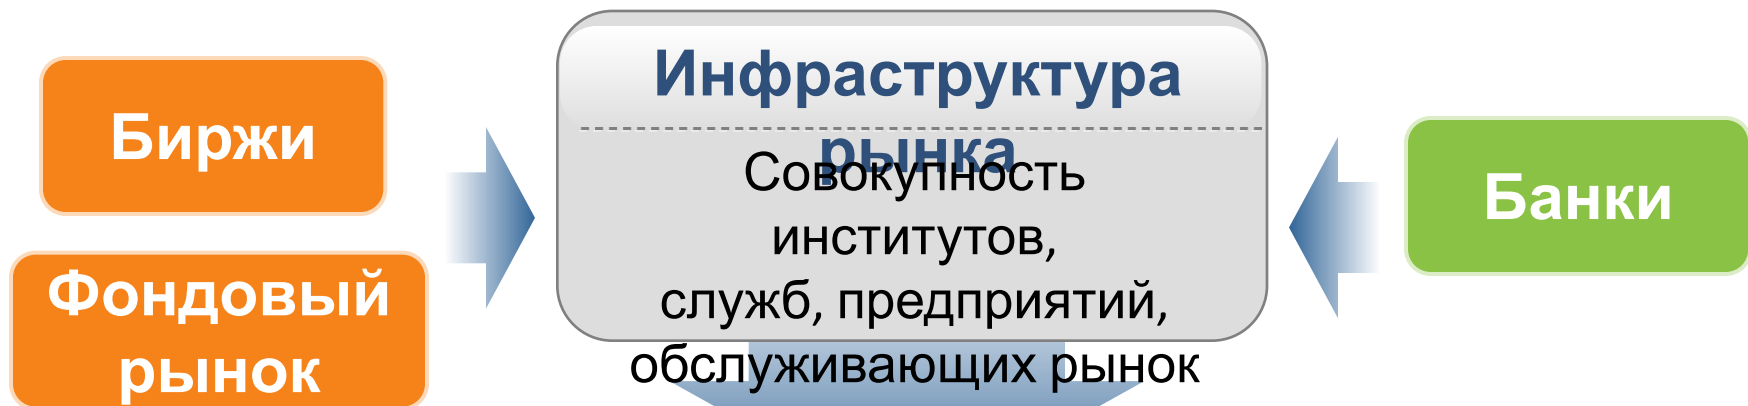 Биржи
Фондовый
рынок
Инфраструктура
рынка
Совокупность
институтов,
служб, предприятий,
обслуживающих рынок
Банки